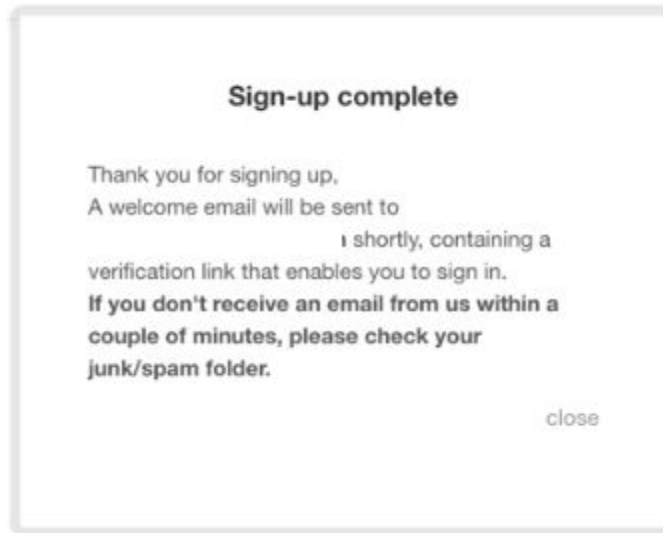 Sign-up complete
Thank you for signing up,
A welcome email will be sent to
shortly, containing a
verification link that enables you to sign in.
If you don't receive an email from us within a
couple of minutes, please check your
junk/spam folder.
close